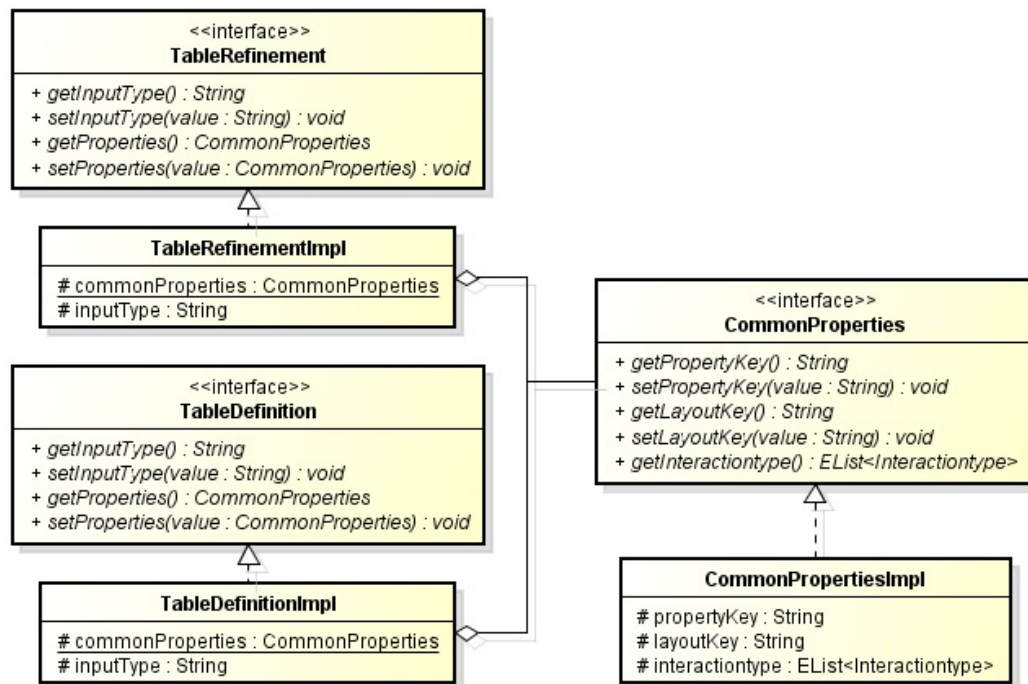 <<interface>>
TableRefinement
+ getInputType() : String
+ setInputType(value : String) : void
+ getProperties() : CommonProperties
+ setProperties(value : CommonProperties) : void
TableRefinementImpl
# commonProperties : CommonProperties
# inputType : String
<<interface>>
TableDefinition
+ getInputType() : String
+ setInputType(value : String) : void
+ getProperties() : CommonProperties
+ setProperties(value : CommonProperties) : void
TableDefinitionImpl
# commonProperties : CommonProperties
# inputType : String
<<interface>>
CommonProperties
+ getPropertyKey() : String
+ setPropertyKey(value : String) : void
+ getLayoutKey() : String
+ setLayoutKey(value : String) : void
+ getInteractiontype() : EList<Interactiontype>
CommonPropertiesImpl
# propertyKey : String
# layoutKey : String
# interactiontype : EList<Interactiontype>